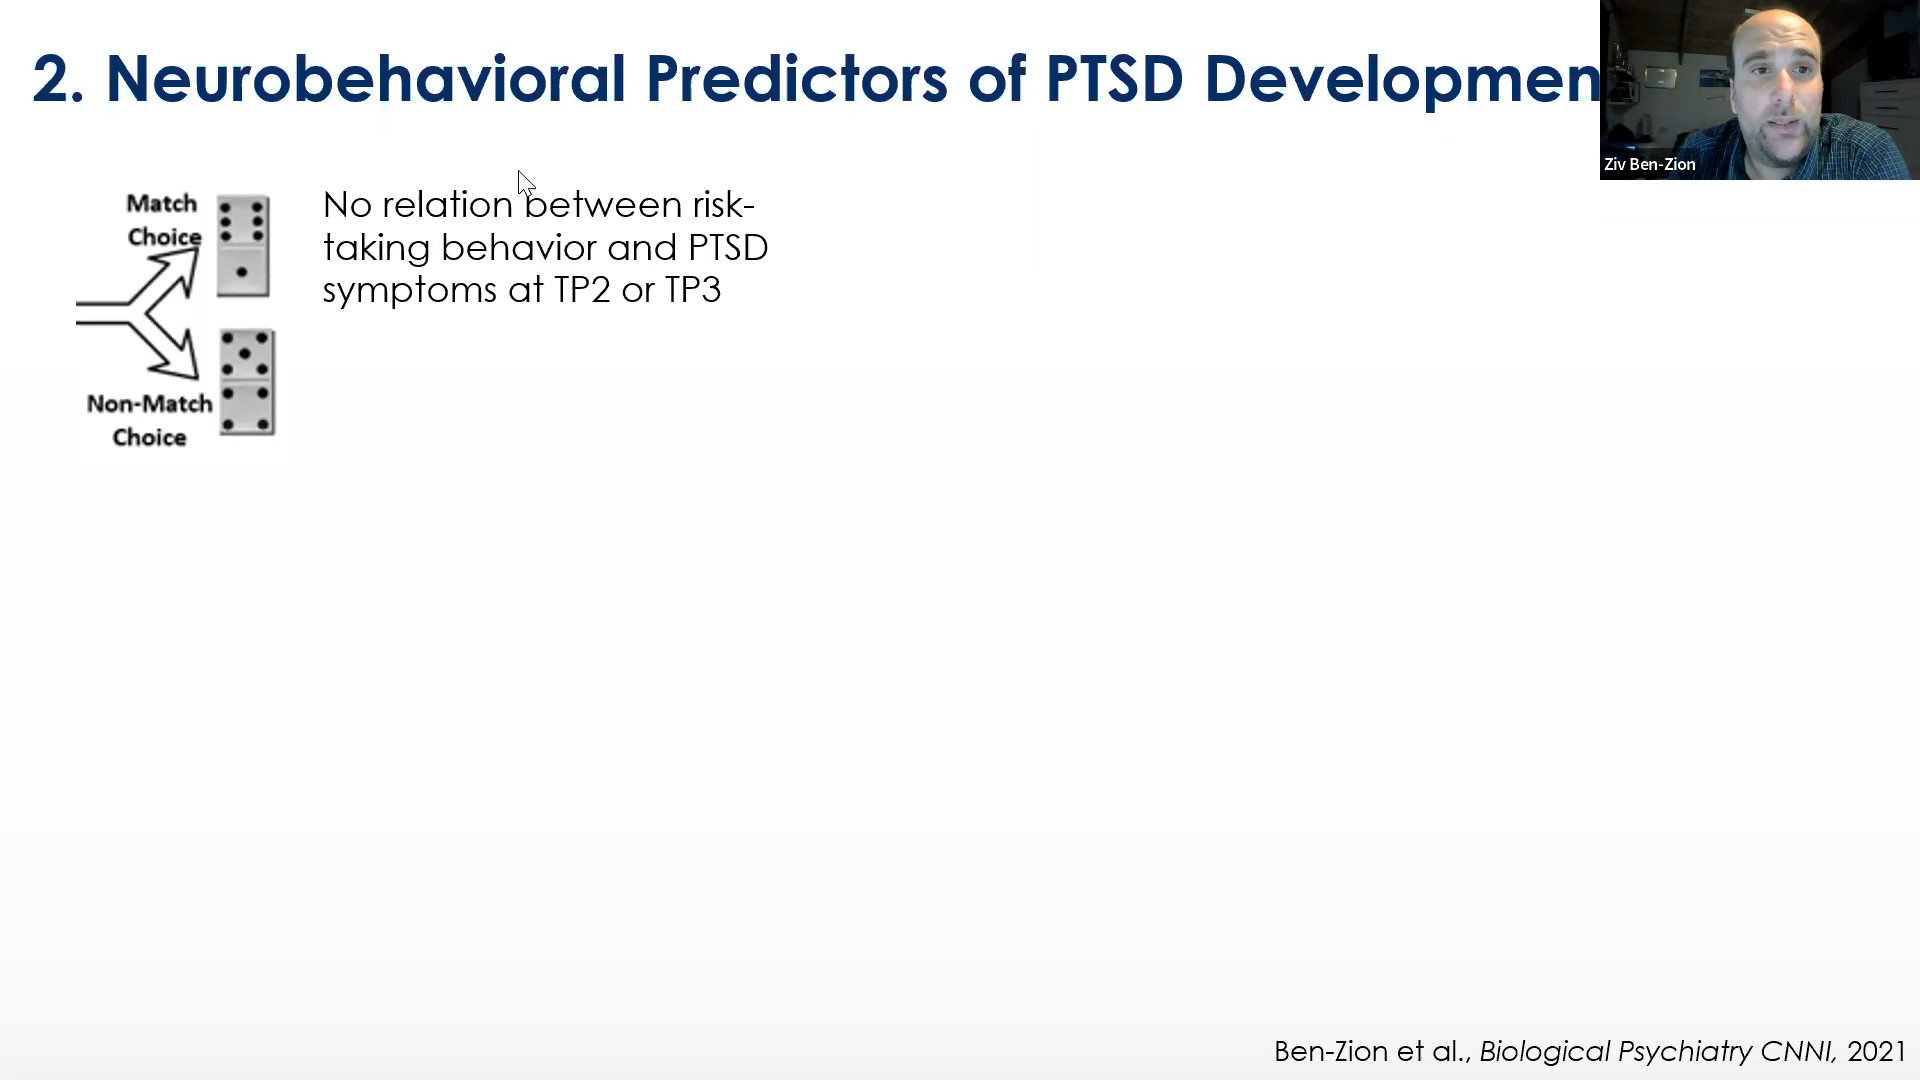 2. Neurobehavioral Predictors of PTSD Developmen
Ziv Ben-Zion
Match
Choice
No relation between risk-
taking behavior and PTSD
symptoms at TP2 or TP3
Non-Match
Choice
Ben-Zion et al., Biological Psychiatry CNNI, 2021